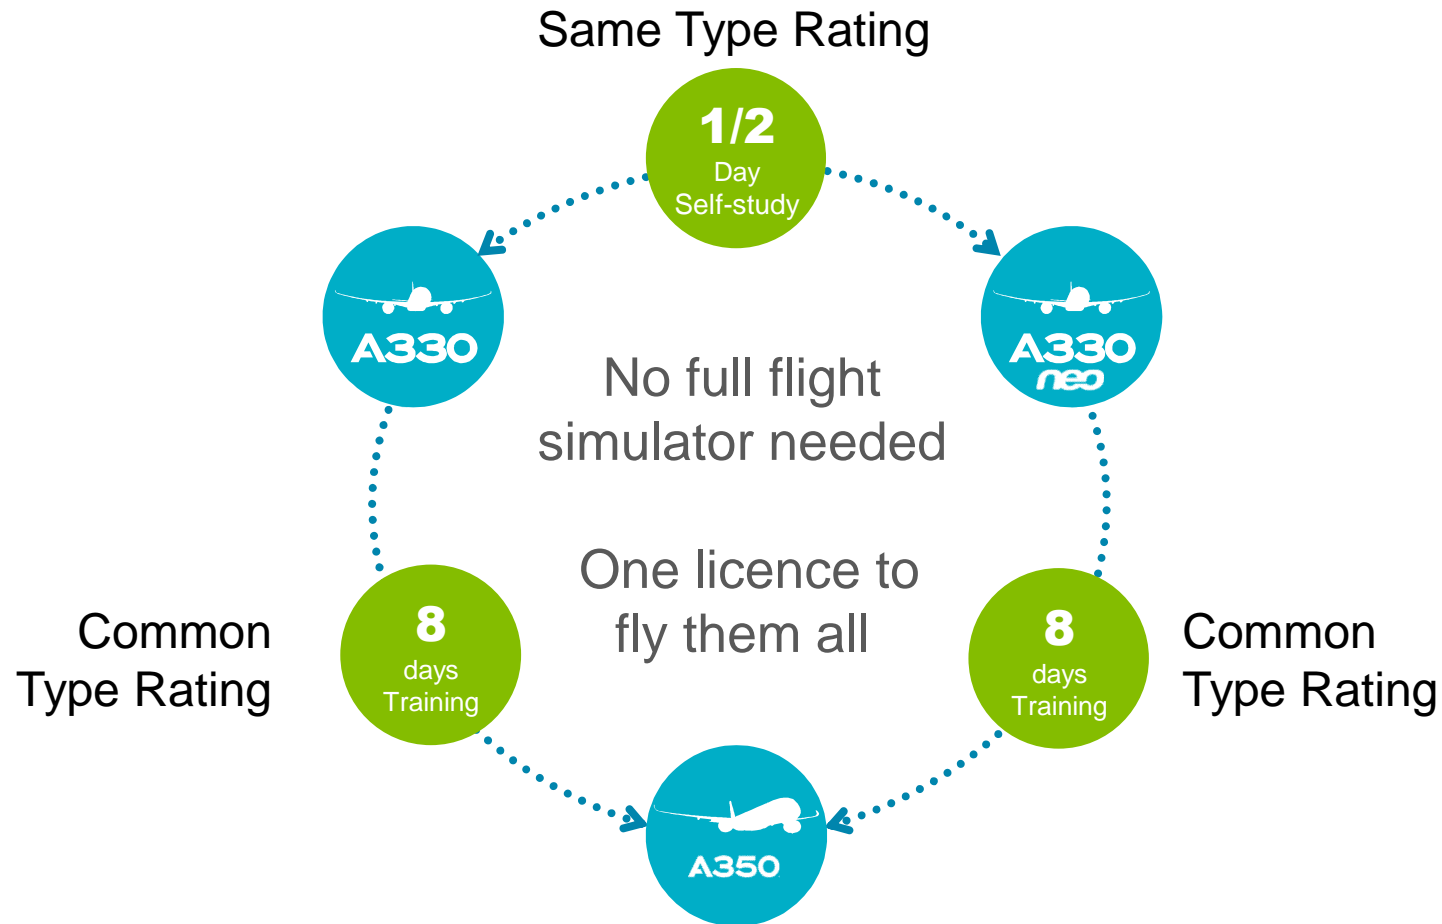 Same Type Rating
1/2
Day
Self-study
A330
A330
neo
No full flight
simulator needed
One licence to
fly them all
Common
Type Rating
8
days
Training
8
days
Training
Common
Type Rating
A350